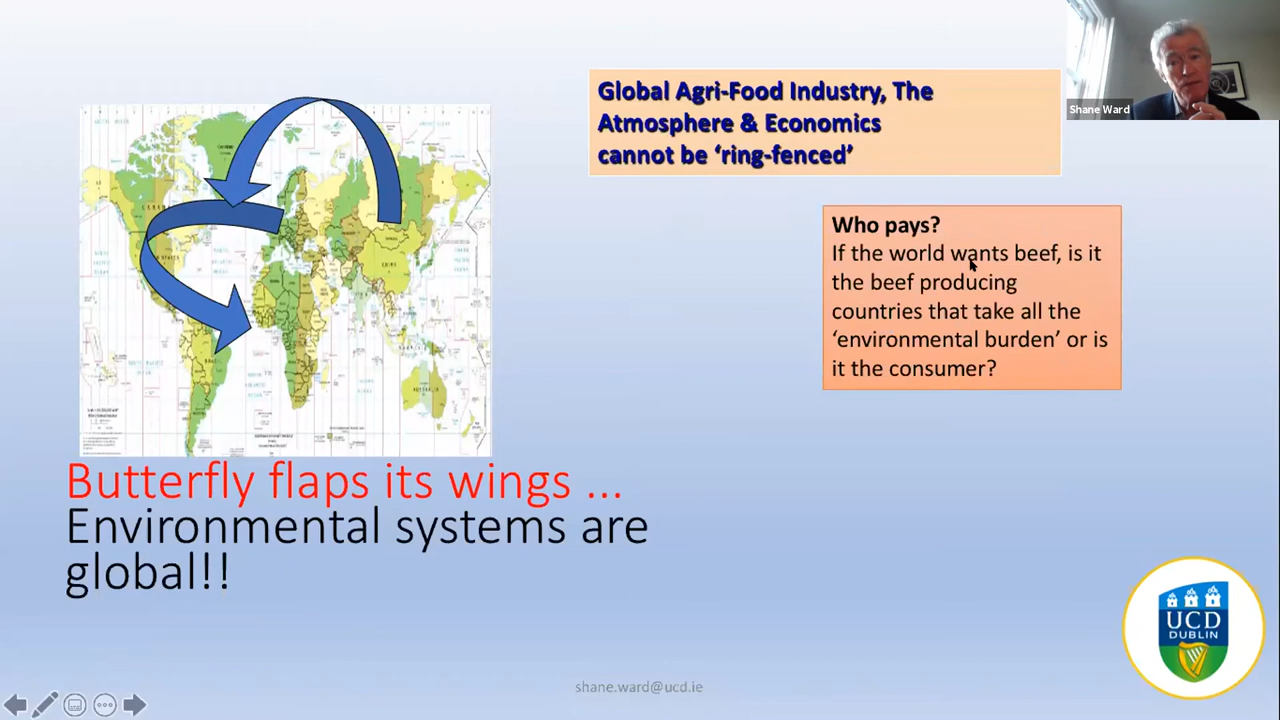 Global Agri-Food Industry, The
Atmosphere & Economics
cannot be ‘ring-fenced’
Shane Ward
Who pays?
If the world wants beef, is it
the beef producing
countries that take all the
‘environmental burden’ or is
it the consumer?
CHINA
AUSTRALIA
Butterfly flaps its wings ...
Environmental systems are
global!!
UCD
DUBLIN
shane.ward@ucd.ie